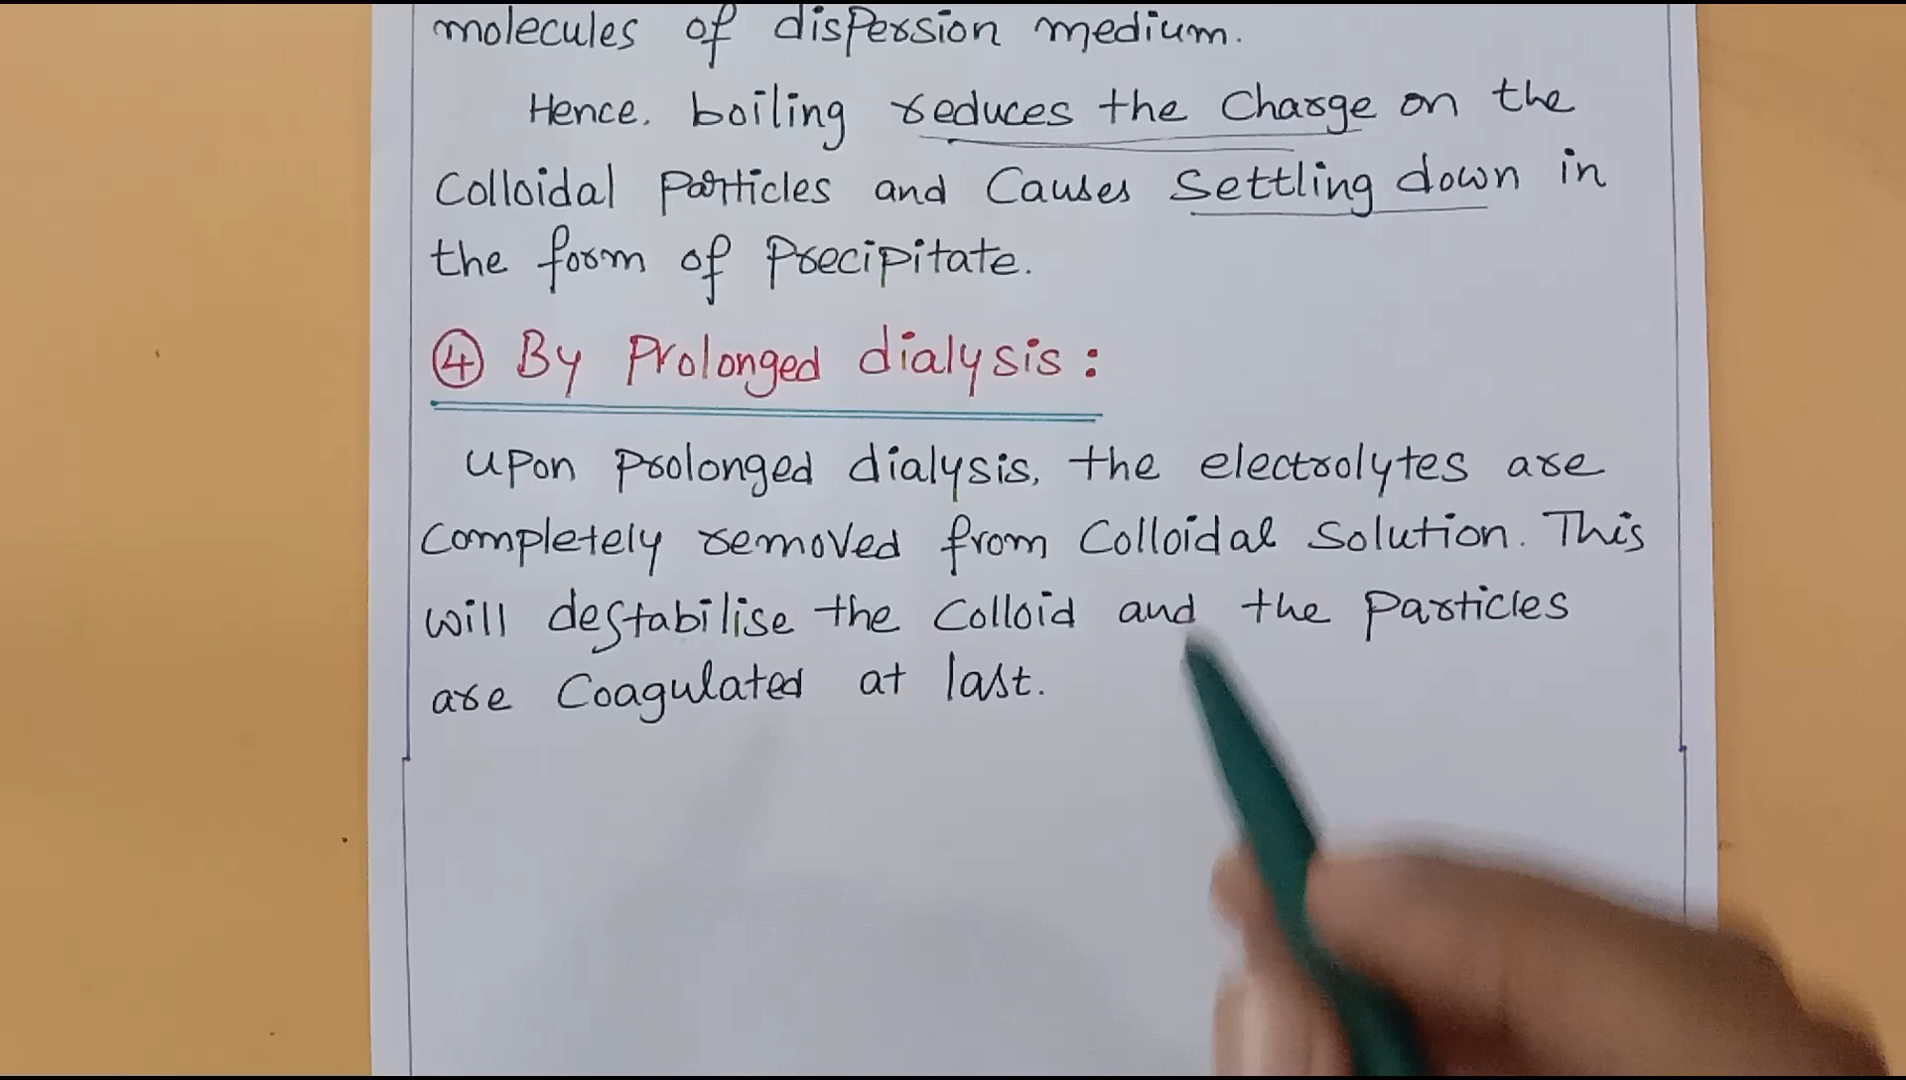 molecules of dispersion medium.
Hence, boiling reduces the charge on the
Colloidal particles and Causes Settling down in
the form of Precipitate.
④ By Prolonged dialysis :
Upon prolonged dialysis, the electrolytes are
completely removed from Colloidal Solution. This
will destabilise the Colloid and the Particles
are Coagulated at last.